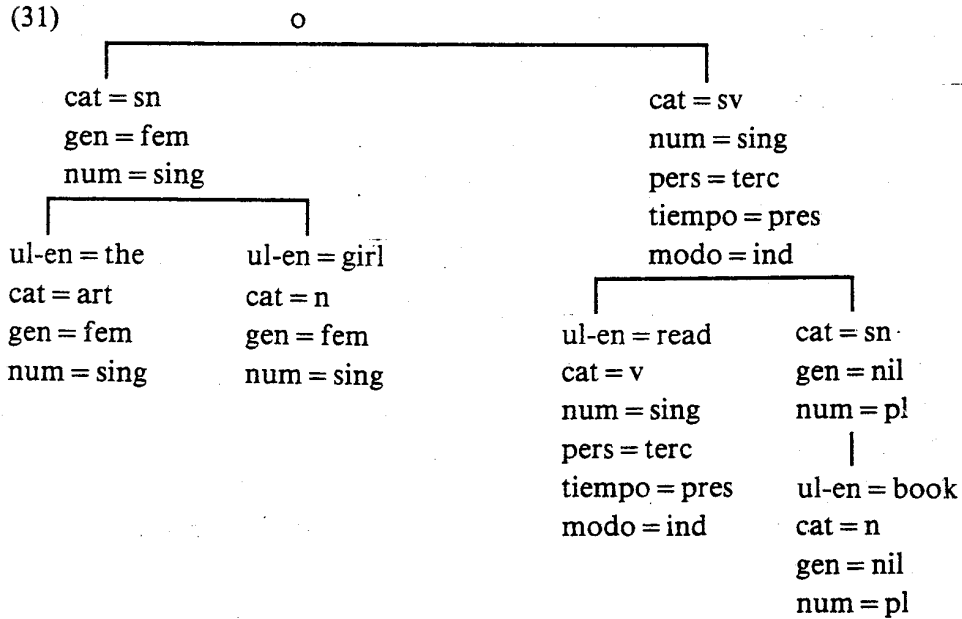 (31)
o
cat = sn
gen = fem
num = sing
cat = sv
num = sing
pers = terc
tiempo = pres
modo = ind
ul-en = the
cat = art
gen = fem
num = sing
ul-en = girl
cat = n
gen = fem
num = sing
ul-en = read
cat = v
num = sing
pers = terc
tiempo = pres
modo = ind
cat = sn
gen = nil
num = pl
ul-en = book
cat = n
gen = nil
num = pl